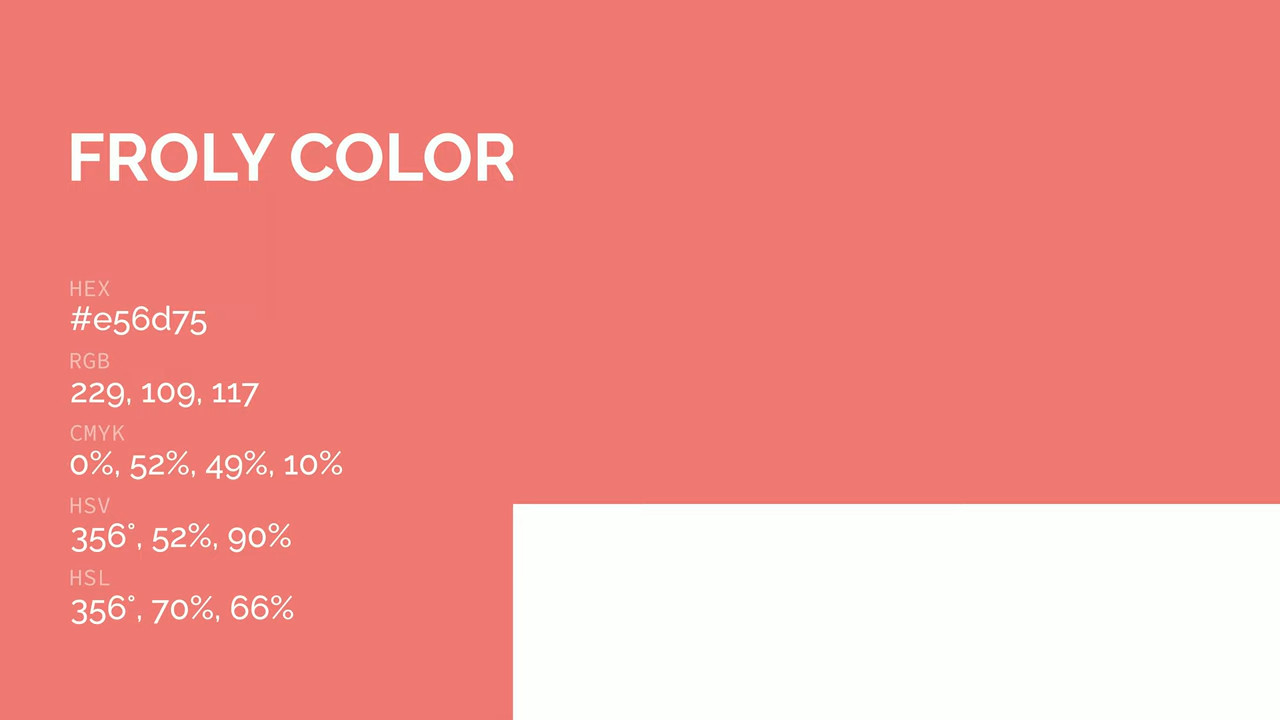 FROLY COLOR
HEX
#e56d75
RGB
229, 109, 117
CMYK
0%, 52%, 49%, 10%
HSV
356°, 52%, 90%
HSL
356°, 70%, 66%